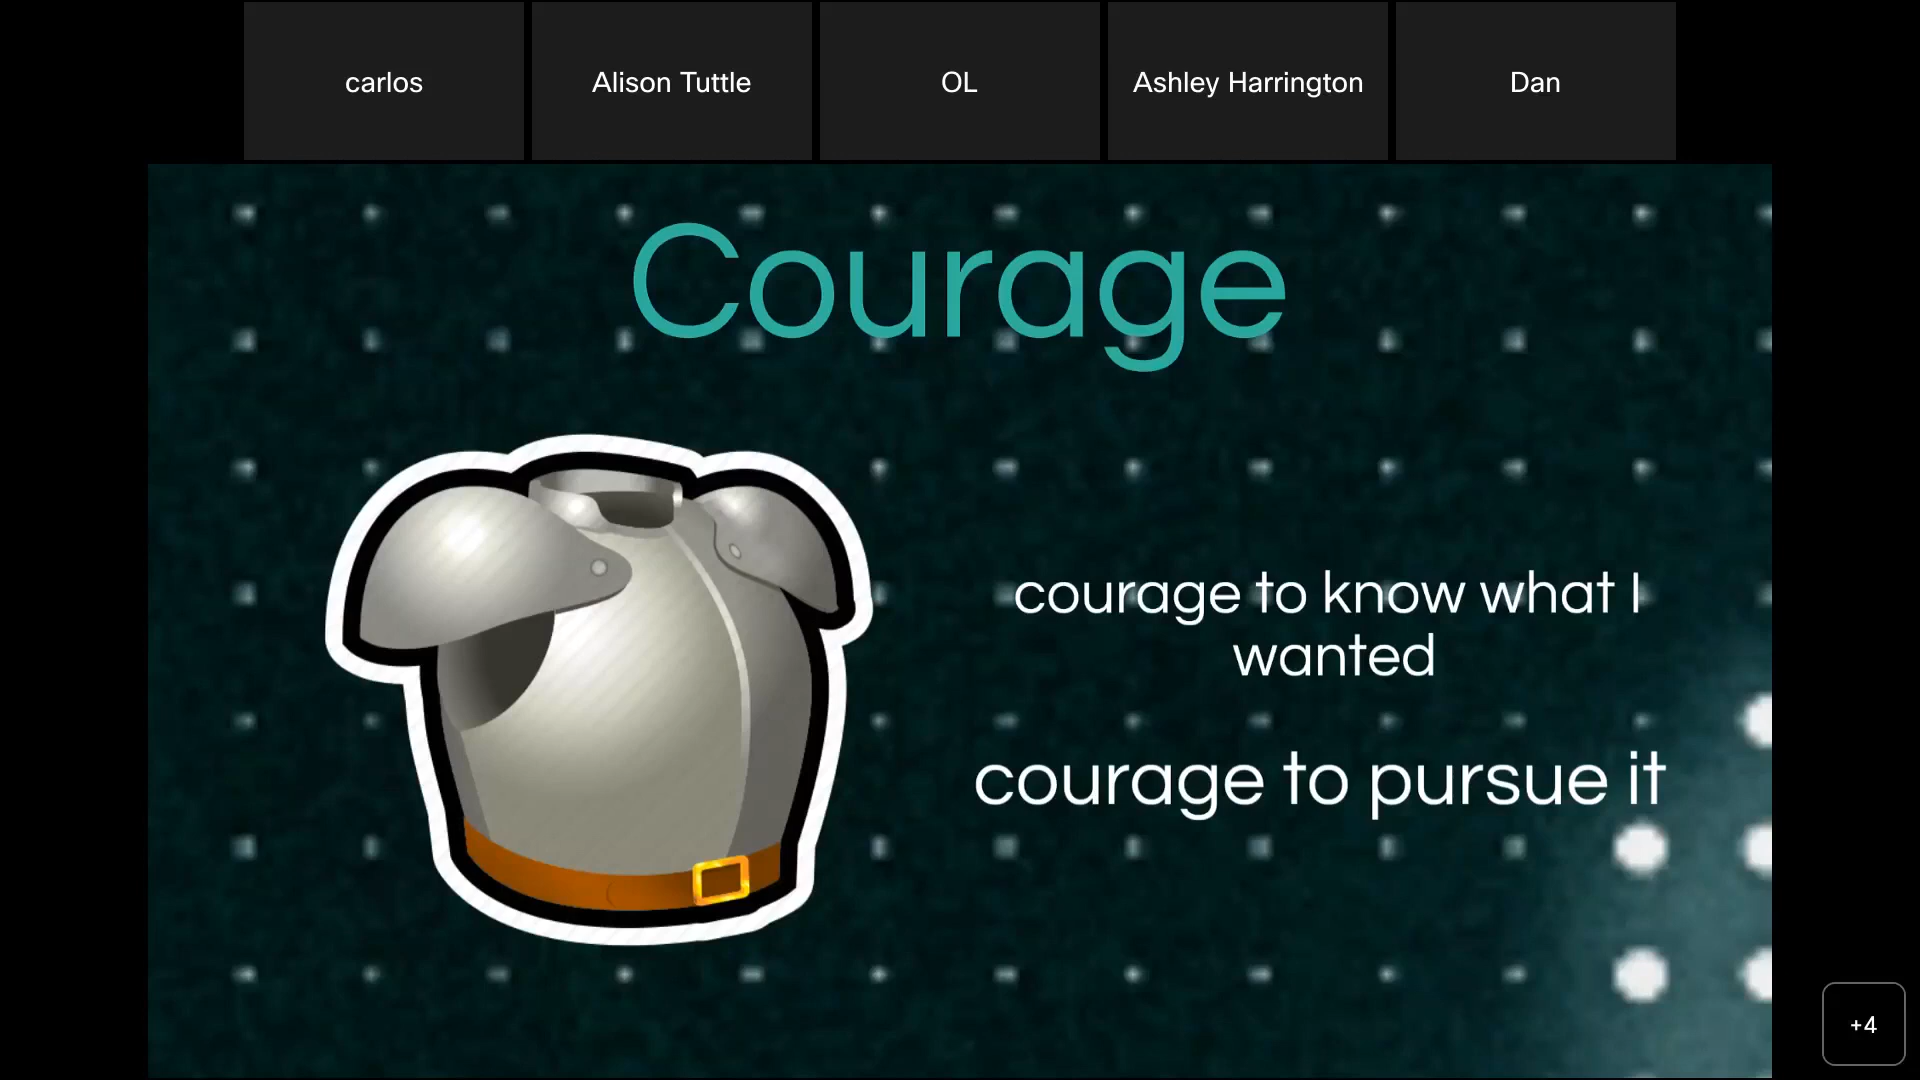 carlos
Alison Tuttle
OL
Ashley Harrington
Dan
Courage
courage to know what I
wanted
courage to pursue it
+4